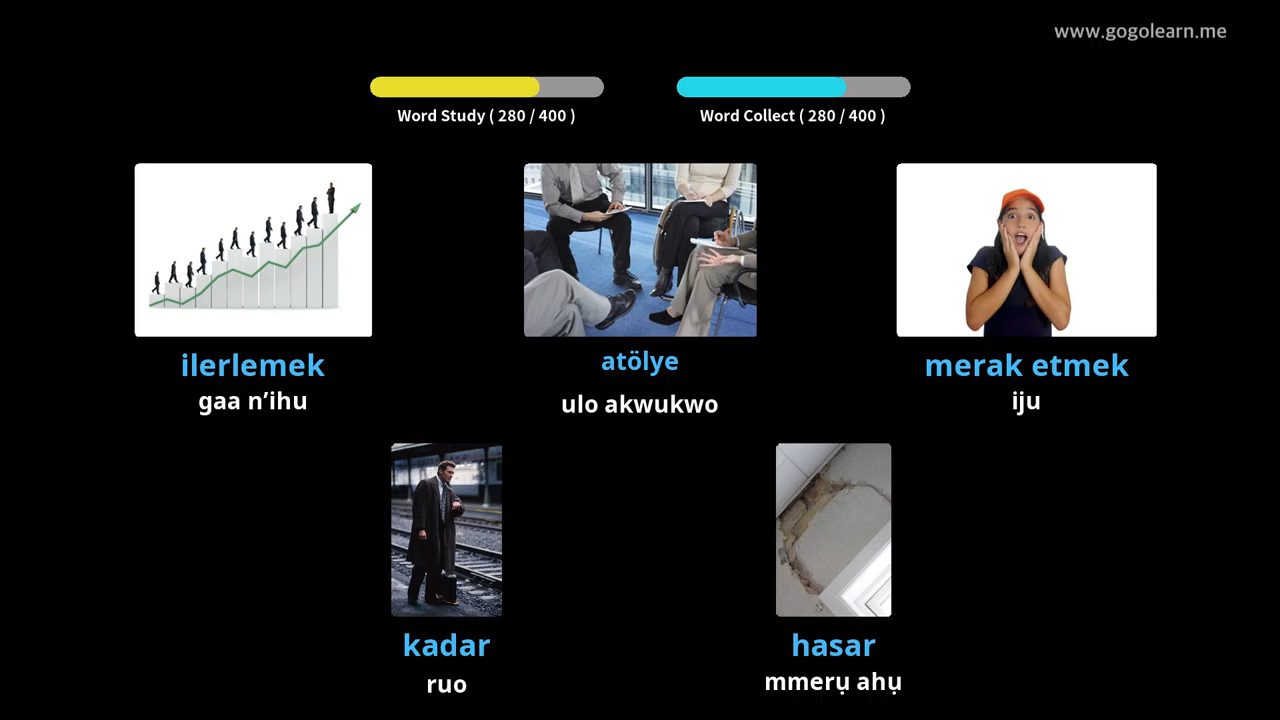 www.gogolearn.me
Word Study ( 280 / 400 )
Word Collect ( 280 / 400 )
ilerlemek
gaa n’ihu
atölye
ulo akwukwo
merak etmek
iju
kadar
ruo
hasar
mmerụ ahụ